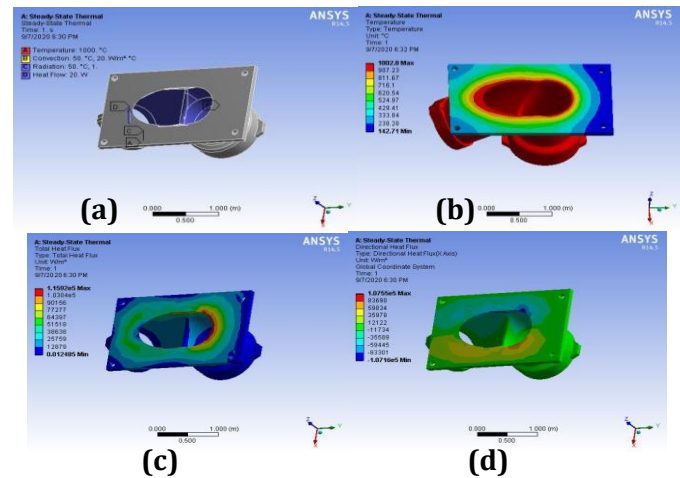 A: Steady-State Thermal
Steady-State Thermal
Time: 1. s
9/7/2020 6:30 PM
A Temperature: 1000. °C
B Convection: 50. °C, 20. W/m² °C
C Radiation: 50. °C, 1.
D Heat Flow: 20. W
ANSYS
R14.5
D
C
A
(a)
0.000
1.000 (m)
0.500
Z
Y
X
A: Steady-State Thermal
Temperature
Type: Temperature
Unit: °C
Time: 1
9/7/2020 6:32 PM
1002.8 Max
907.23
811.67
716.1
620.54
524.97
429.41
333.84
238.28
142.71 Min
ANSYS
R14.5
(b)
0.000
1.000 (m)
0.500
Z
Y
X
A: Steady-State Thermal
Total Heat Flux
Type: Total Heat Flux
Unit: W/m²
Time: 1
9/7/2020 6:30 PM
1.1592e5 Max
1.0304e5
90156
77277
64397
51518
38638
25759
12879
0.012485 Min
ANSYS
R14.5
0.000
1.000 (m)
0.500
Z
Y
X
(c)
A: Steady-State Thermal
Directional Heat Flux
Type: Directional Heat Flux(X Axis)
Unit: W/m²
Global Coordinate System
Time: 1
9/7/2020 6:30 PM
1.0755e5 Max
83690
59834
35978
12122
-11734
-35589
-59445
-83301
-1.0716e5 Min
ANSYS
R14.5
0.000
1.000 (m)
0.500
Z
Y
X
(d)